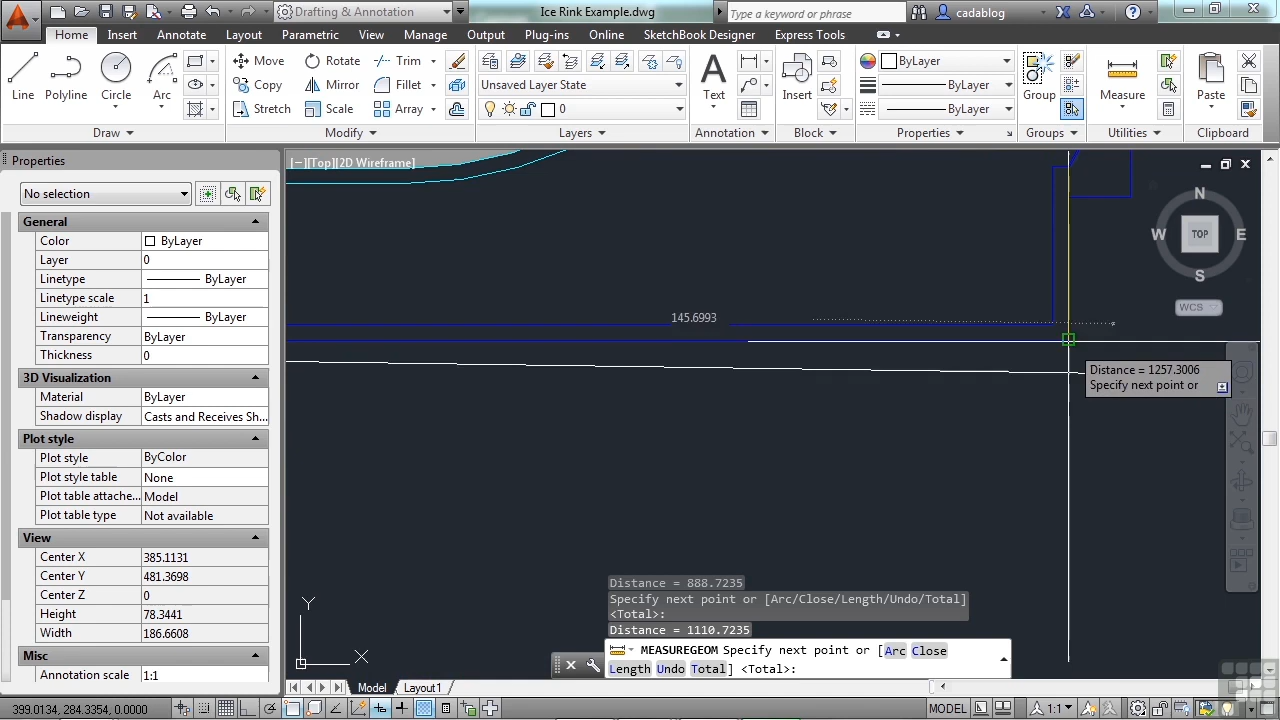 Drafting & Annotation
Ice Rink Example.dwg
Type a keyword or phrase
cadablog
Home Insert Annotate Layout Parametric View Manage Output Plug-ins Online SketchBook Designer Express Tools
Line Polyline Circle Arc
Move Rotate Trim
Copy Mirror Fillet
Stretch Scale Array
Unsaved Layer State
0
Text
Insert
ByLayer
ByLayer
ByLayer
Group
Measure
Paste
Draw Modify Layers Annotation Block Properties Groups Utilities Clipboard
Properties
No selection
General
Color ByLayer
Layer 0
Linetype ByLayer
Linetype scale 1
Lineweight ByLayer
Transparency ByLayer
Thickness 0
3D Visualization
Material ByLayer
Shadow display Casts and Receives Sh...
Plot style
Plot style ByColor
Plot style table None
Plot table attache... Model
Plot table type Not available
View
Center X 385.1131
Center Y 481.3698
Center Z 0
Height 78.3441
Width 186.6608
Misc
Annotation scale 1:1
[−][Top][2D Wireframe]
N
W TOP E
S
WCS
145.6993
Distance = 1257.3006
Specify next point or
Y
X
Distance = 888.7235
Specify next point or [Arc/Close/Length/Undo/Total]
<Total>:
Distance = 1110.7235
MEASUREGEOM Specify next point or [Arc Close
Length Undo Total] <Total>:
Model Layout1
399.0134, 284.3354, 0.0000
MODEL
1:1